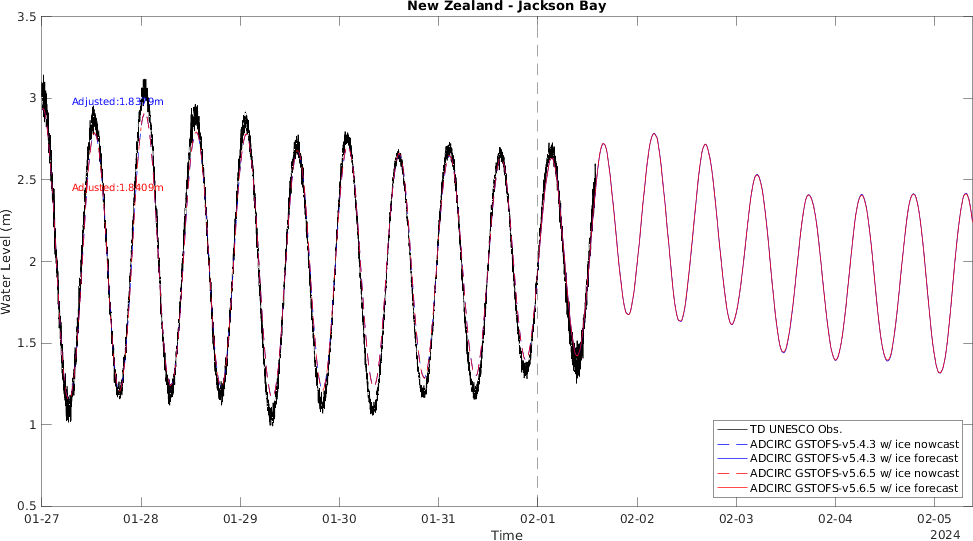 New Zealand - Jackson Bay
3.5
3
2.5
2
1.5
1
0.5
Water Level (m)
Adjusted:1.8379m
Adjusted:1.8409m
TD UNESCO Obs.
ADCIRC GSTOFS-v5.4.3 w/ ice nowcast
ADCIRC GSTOFS-v5.4.3 w/ ice forecast
ADCIRC GSTOFS-v5.6.5 w/ ice nowcast
ADCIRC GSTOFS-v5.6.5 w/ ice forecast
01-27 01-28 01-29 01-30 01-31 02-01 02-02 02-03 02-04 02-05
Time
2024